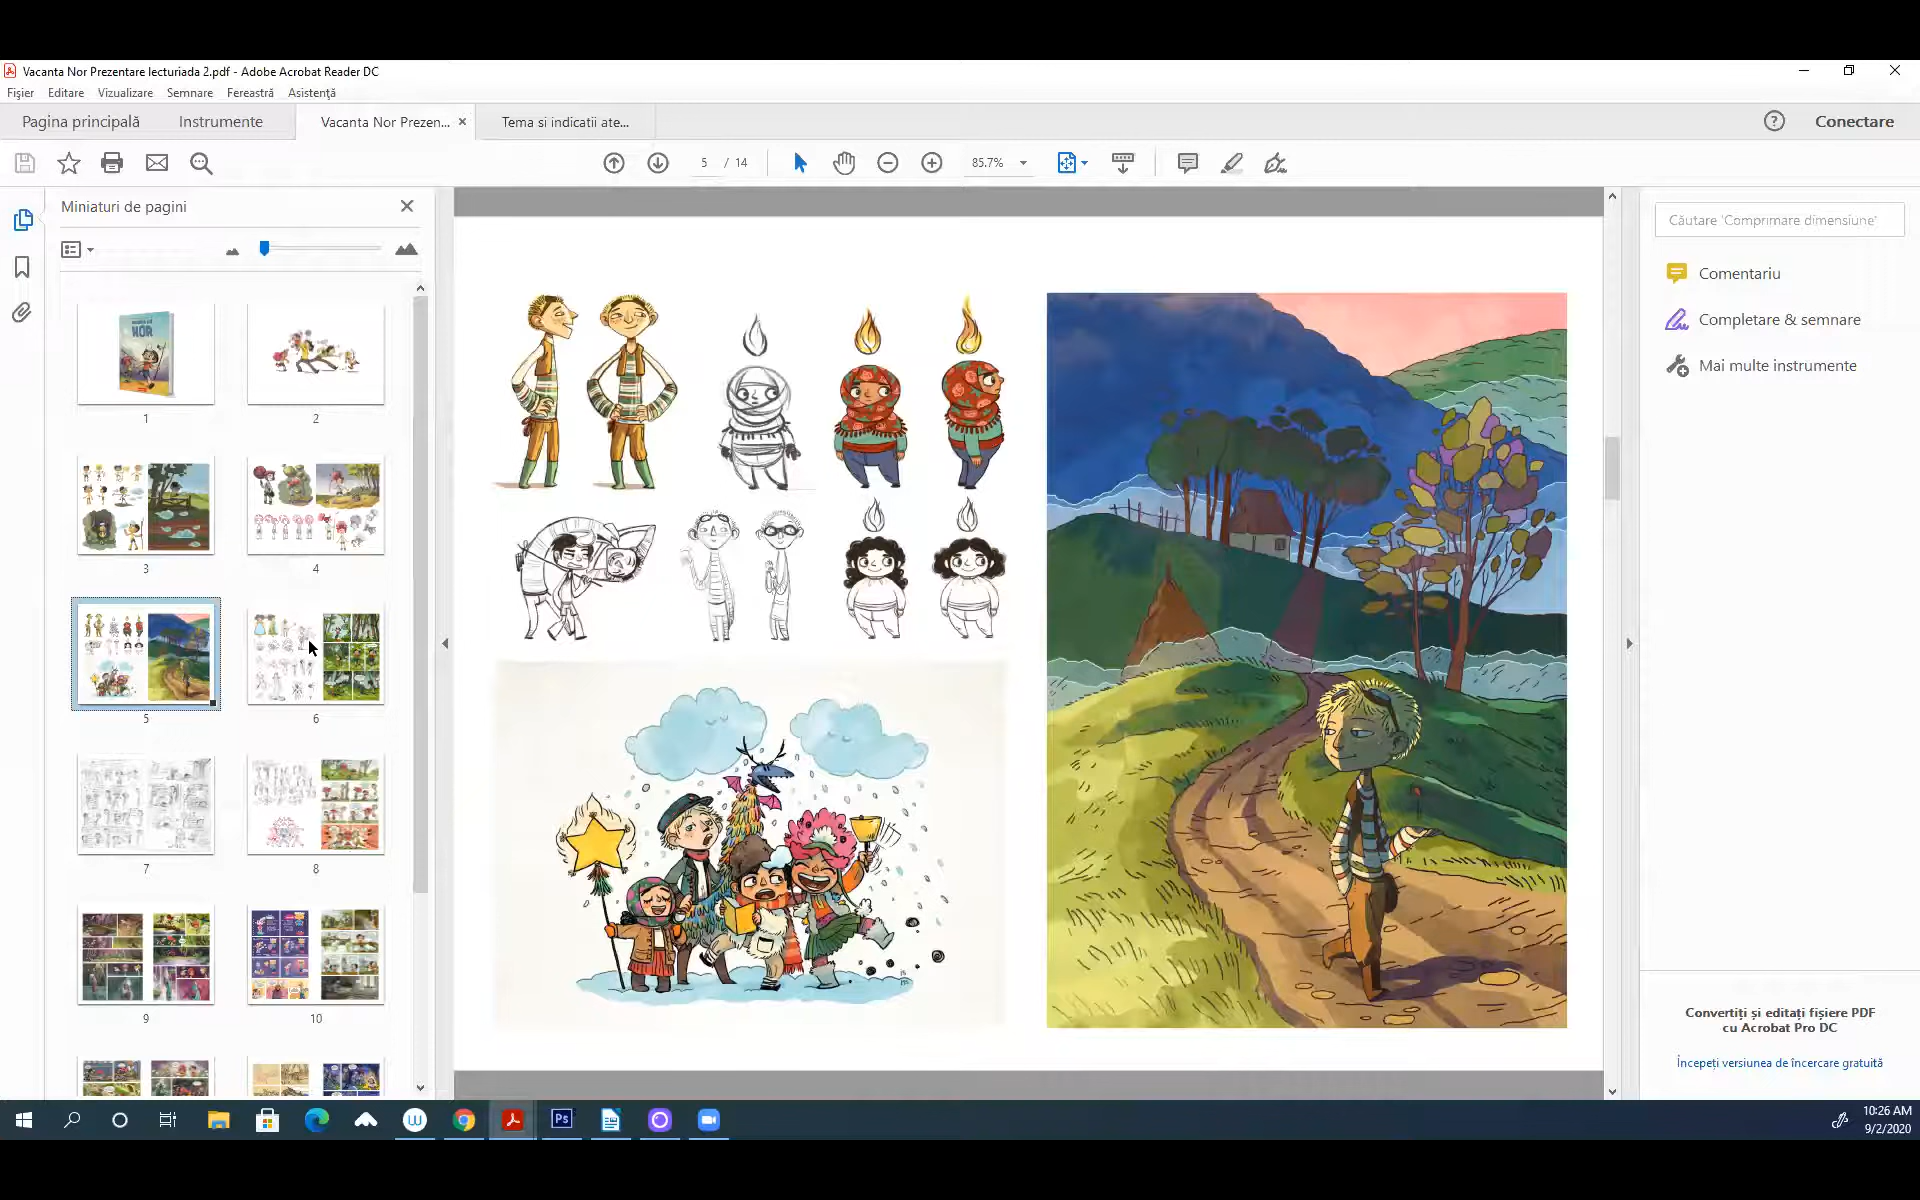 Vacanta Nor Prezentare lecturiada 2.pdf - Adobe Acrobat Reader DC
Fișier Editare Vizualizare Semnare Fereastră Asistență
Pagina principală Instrumente Vacanta Nor Prezen... Tema si indicatii ate... Conectare
5 / 14 85.7%
Miniaturi de pagini
NOR
1 2
3 4
5 6
7 8
9 10
Căutare 'Comprimare dimensiune'
Comentariu
Completare & semnare
Mai multe instrumente
Convertiți și editați fișiere PDF
cu Acrobat Pro DC
Începeți versiunea de încercare gratuită
Ps
10:26 AM
9/2/2020